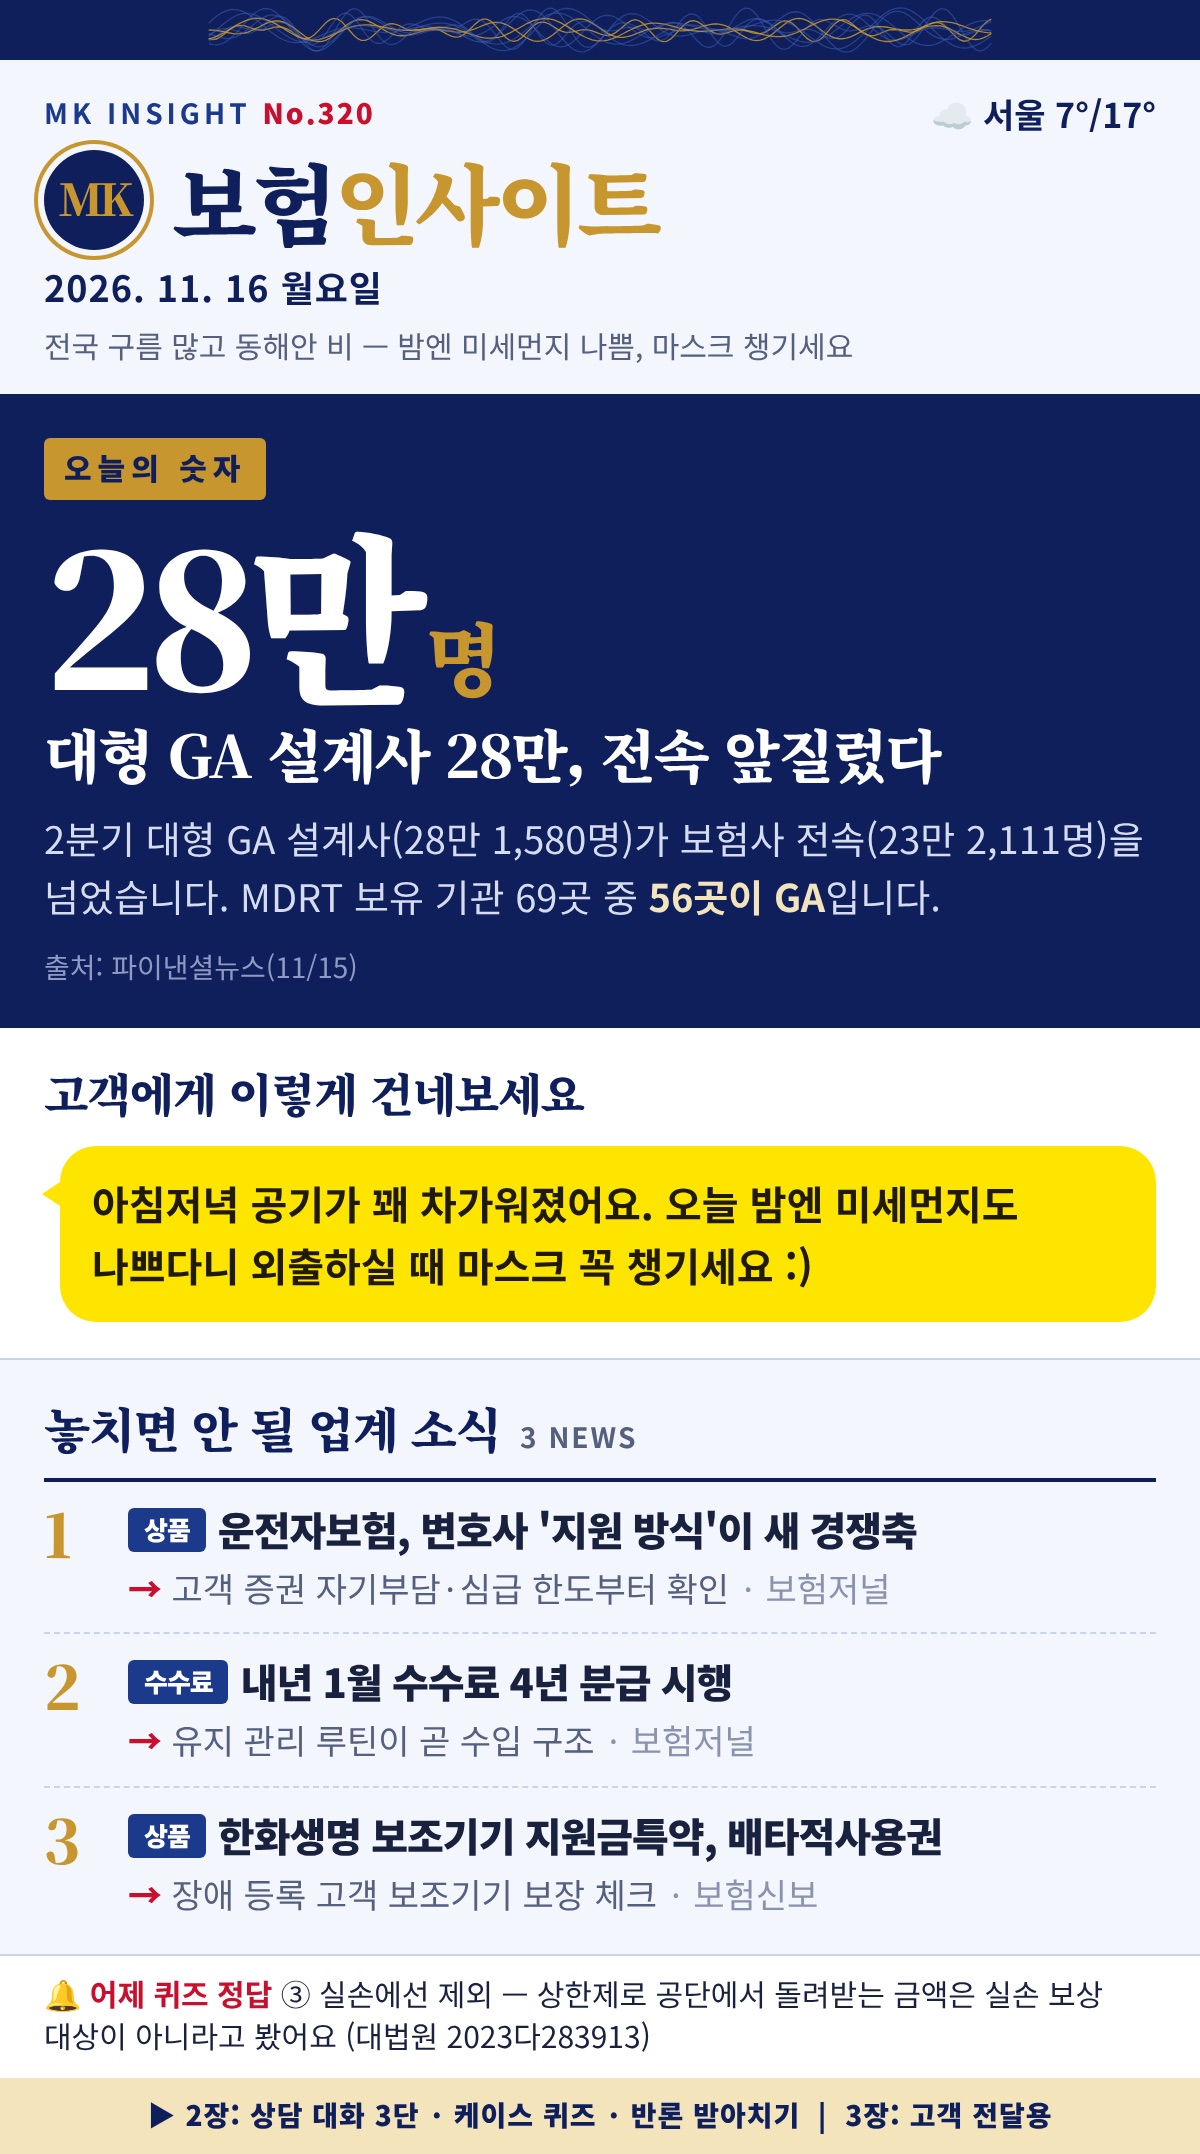 MK INSIGHT No.320
☁️ 서울 7°/17°
MK 보험인사이트
2026. 11. 16 월요일
전국 구름 많고 동해안 비 — 밤엔 미세먼지 나쁨, 마스크 챙기세요
오늘의 숫자
28만명
대형 GA 설계사 28만, 전속 앞질렀다
2분기 대형 GA 설계사(28만 1,580명)가 보험사 전속(23만 2,111명)을
넘었습니다. MDRT 보유 기관 69곳 중 56곳이 GA입니다.
출처: 파이낸셜뉴스(11/15)
고객에게 이렇게 건네보세요
아침저녁 공기가 꽤 차가워졌어요. 오늘 밤엔 미세먼지도
나쁘다니 외출하실 때 마스크 꼭 챙기세요 :)
놓치면 안 될 업계 소식 3 NEWS
1 상품 운전자보험, 변호사 '지원 방식'이 새 경쟁축
→ 고객 증권 자기부담·심급 한도부터 확인 · 보험저널
2 수수료 내년 1월 수수료 4년 분급 시행
→ 유지 관리 루틴이 곧 수입 구조 · 보험저널
3 상품 한화생명 보조기기 지원금특약, 배타적사용권
→ 장애 등록 고객 보조기기 보장 체크 · 보험신보
🔔 어제 퀴즈 정답 ③ 실손에선 제외 — 상한제로 공단에서 돌려받는 금액은 실손 보상
대상이 아니라고 봤어요 (대법원 2023다283913)
▶ 2장: 상담 대화 3단 · 케이스 퀴즈 · 반론 받아치기 | 3장: 고객 전달용